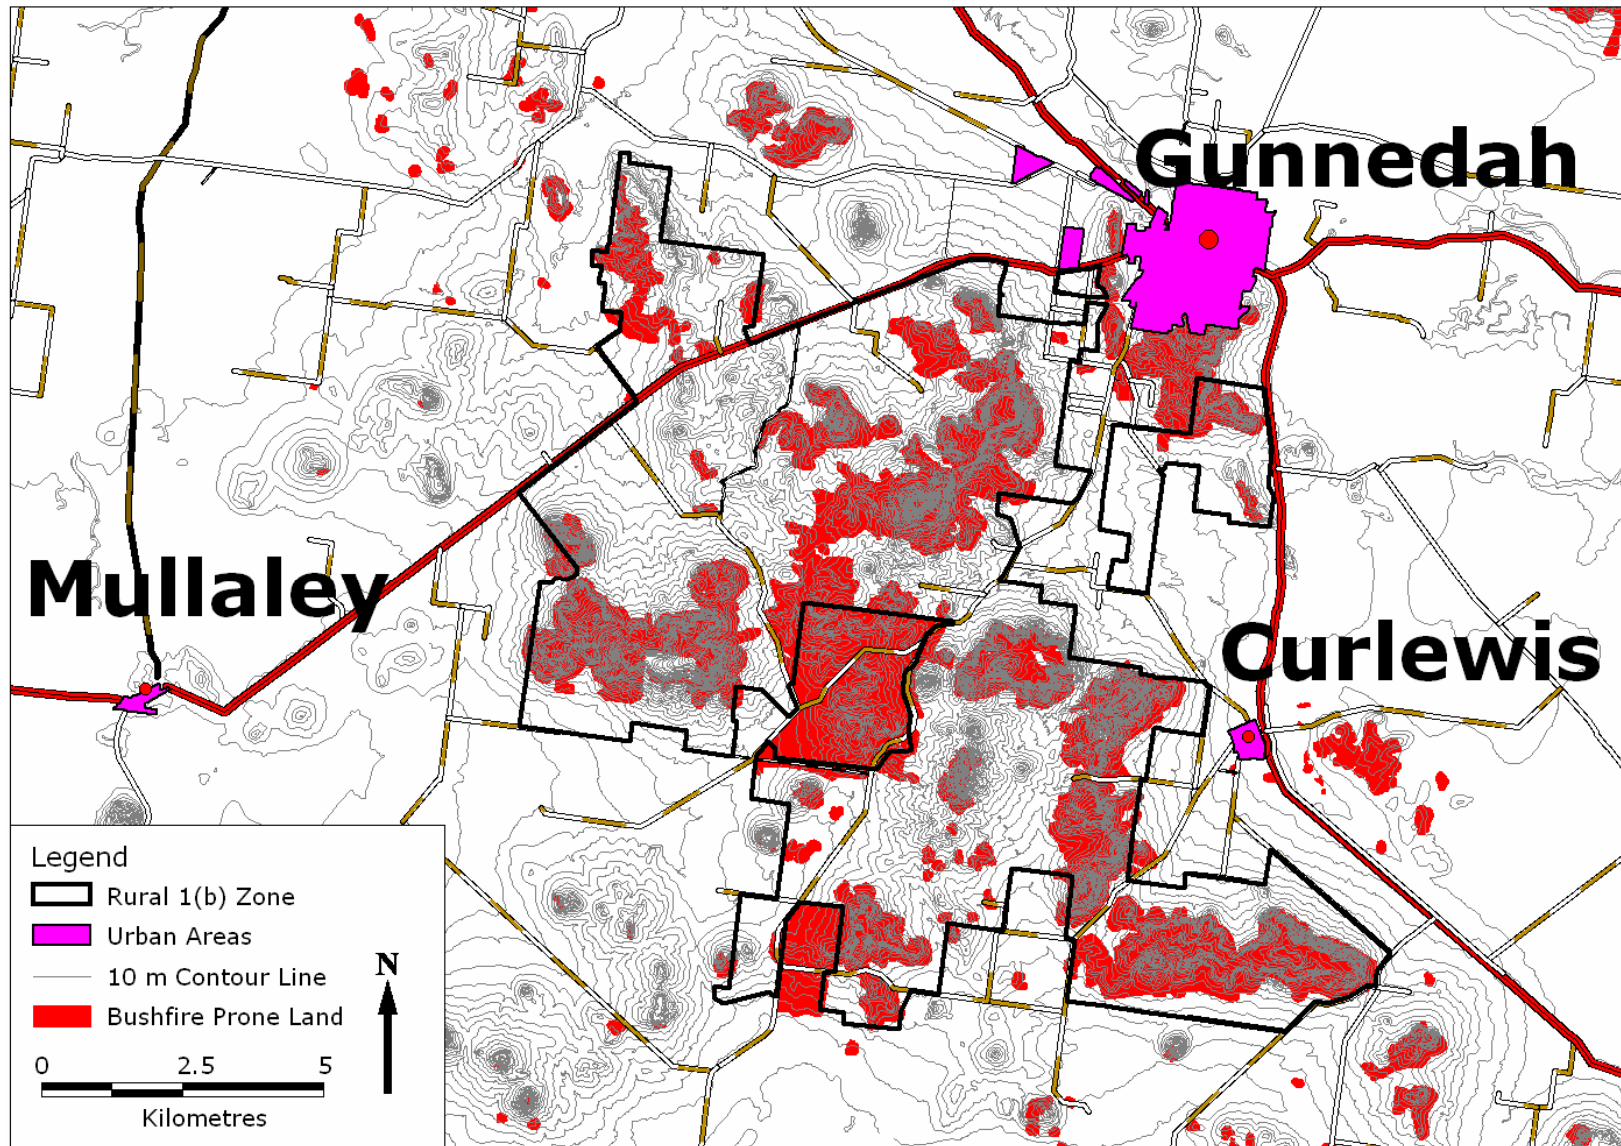 Gunnedah
Mullaley
Curlewis
Legend
Rural 1(b) Zone
Urban Areas
10 m Contour Line
Bushfire Prone Land
N
0 2.5 5
Kilometres